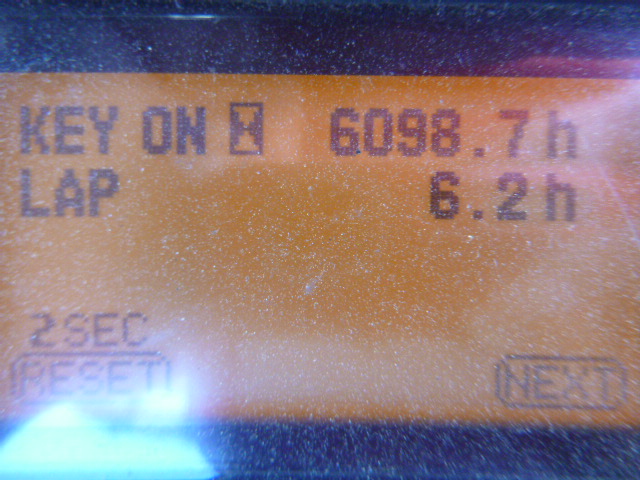 KEY ON 6098.7h
LAP 6.2h
2SEC
RESET NEXT